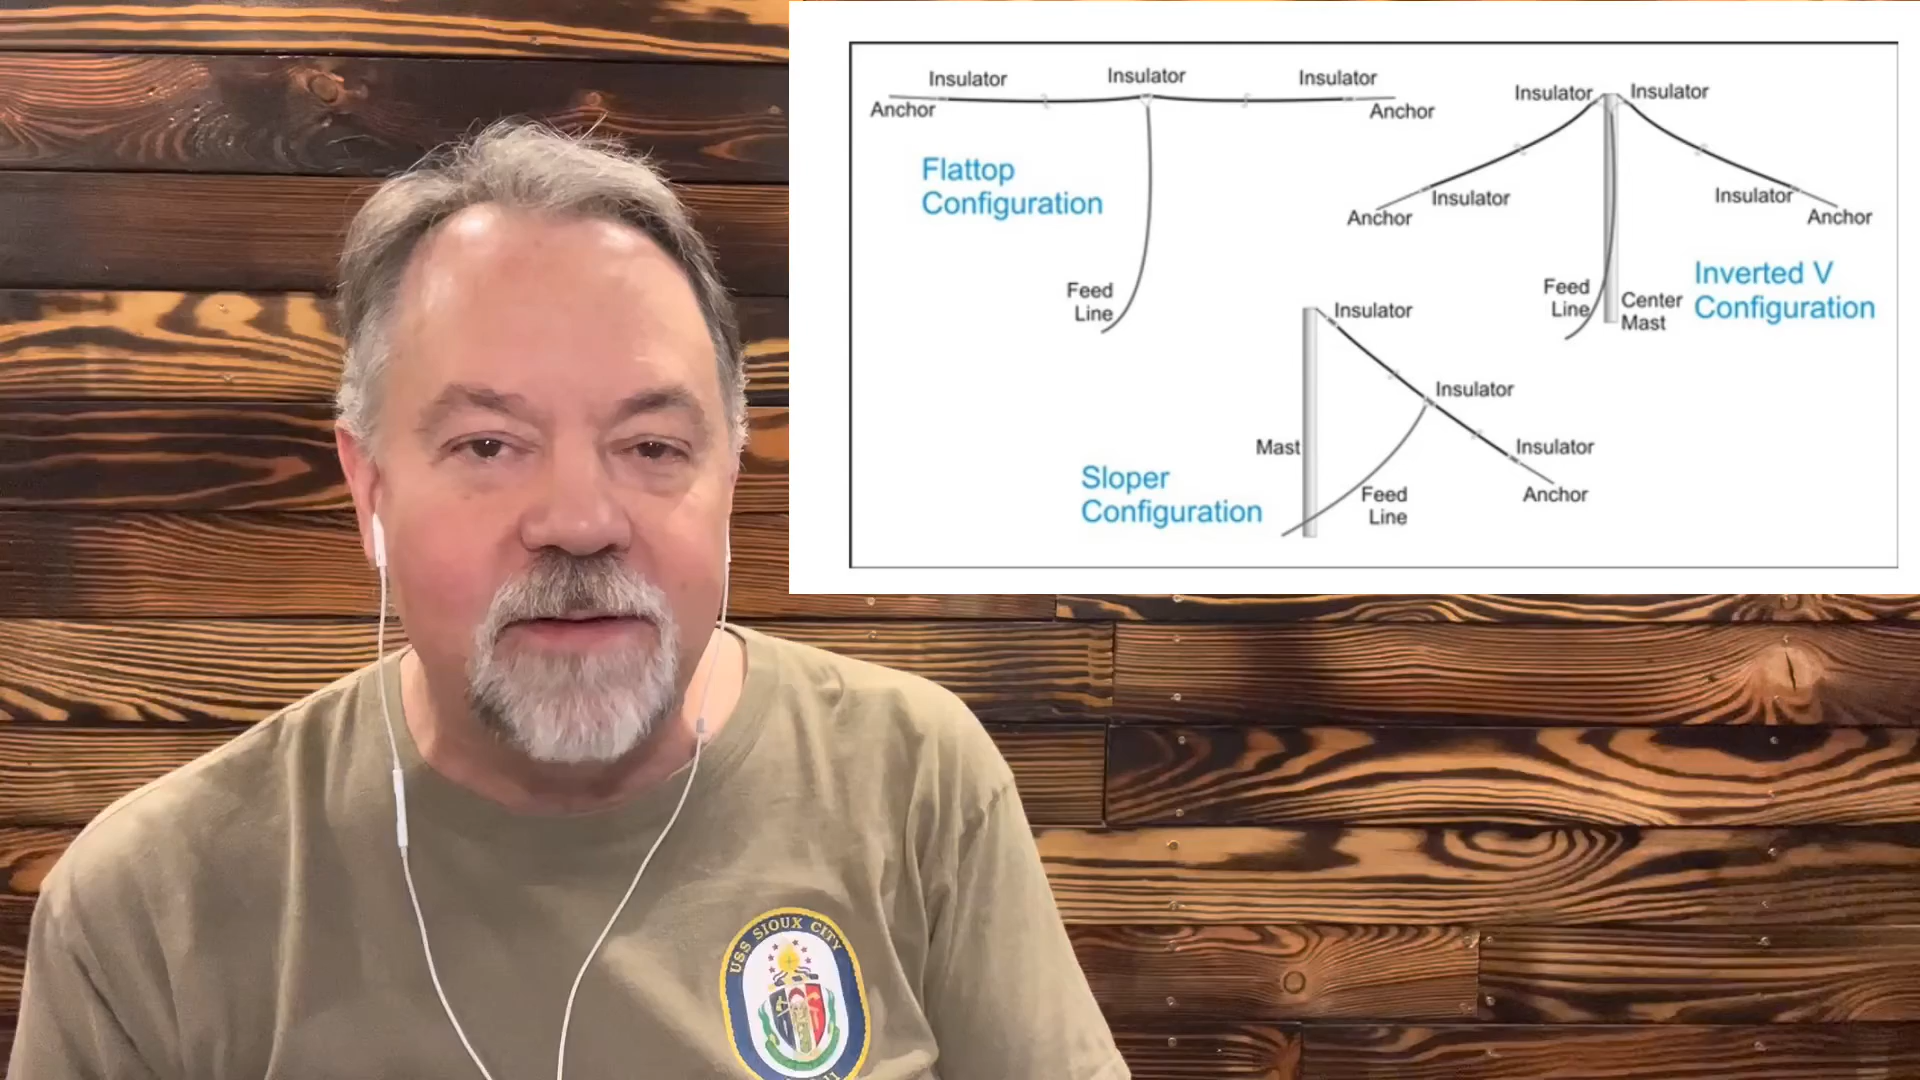 Insulator
Insulator
Insulator
Anchor
Anchor
Flattop
Configuration
Feed
Line
Insulator
Insulator
Insulator
Anchor
Insulator
Anchor
Feed
Line
Center
Mast
Inverted V
Configuration
Insulator
Insulator
Insulator
Mast
Anchor
Feed
Line
Sloper
Configuration
USS SIOUX CITY